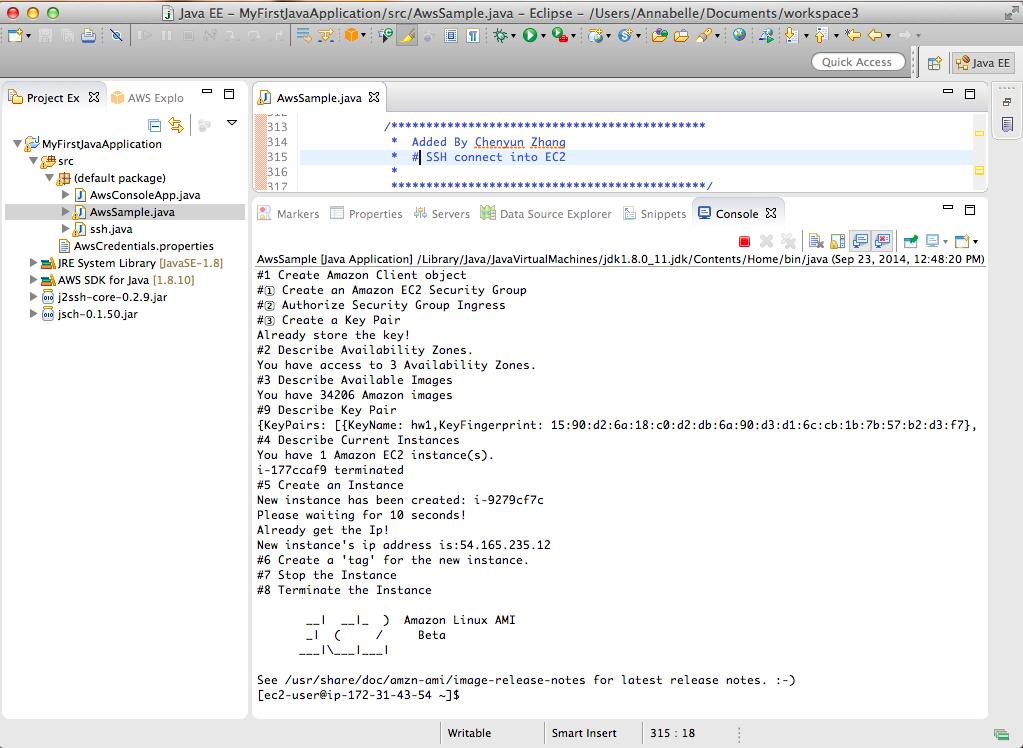 Java EE - MyFirstJavaApplication/src/AwsSample.java - Eclipse - /Users/Annabelle/Documents/workspace3
Quick Access
Java EE
Project Ex
AWS Explo
MyFirstJavaApplication
src
(default package)
AwsConsoleApp.java
AwsSample.java
ssh.java
AwsCredentials.properties
JRE System Library [JavaSE-1.8]
AWS SDK for Java [1.8.10]
j2ssh-core-0.2.9.jar
jsch-0.1.50.jar
AwsSample.java
313 /*********************************************
314 * Added By Chenyun Zhang
315 * # SSH connect into EC2
316 *
317 *********************************************/
Markers Properties Servers Data Source Explorer Snippets Console
AwsSample [Java Application] /Library/Java/JavaVirtualMachines/jdk1.8.0_11.jdk/Contents/Home/bin/java (Sep 23, 2014, 12:48:20 PM)
#1 Create Amazon Client object
#① Create an Amazon EC2 Security Group
#② Authorize Security Group Ingress
#③ Create a Key Pair
Already store the key!
#2 Describe Availability Zones.
You have access to 3 Availability Zones.
#3 Describe Available Images
You have 34206 Amazon images
#9 Describe Key Pair
{KeyPairs: [{KeyName: hw1,KeyFingerprint: 15:90:d2:6a:18:c0:d2:db:6a:90:d3:d1:6c:cb:1b:7b:57:b2:d3:f7},
#4 Describe Current Instances
You have 1 Amazon EC2 instance(s).
i-177ccaf9 terminated
#5 Create an Instance
New instance has been created: i-9279cf7c
Please waiting for 10 seconds!
Already get the Ip!
New instance's ip address is:54.165.235.12
#6 Create a 'tag' for the new instance.
#7 Stop the Instance
#8 Terminate the Instance
__|  __|_  )  Amazon Linux AMI
_|  (     /     Beta
___|\___|___|
See /usr/share/doc/amzn-ami/image-release-notes for latest release notes. :-)
[ec2-user@ip-172-31-43-54 ~]$
Writable
Smart Insert
315 : 18